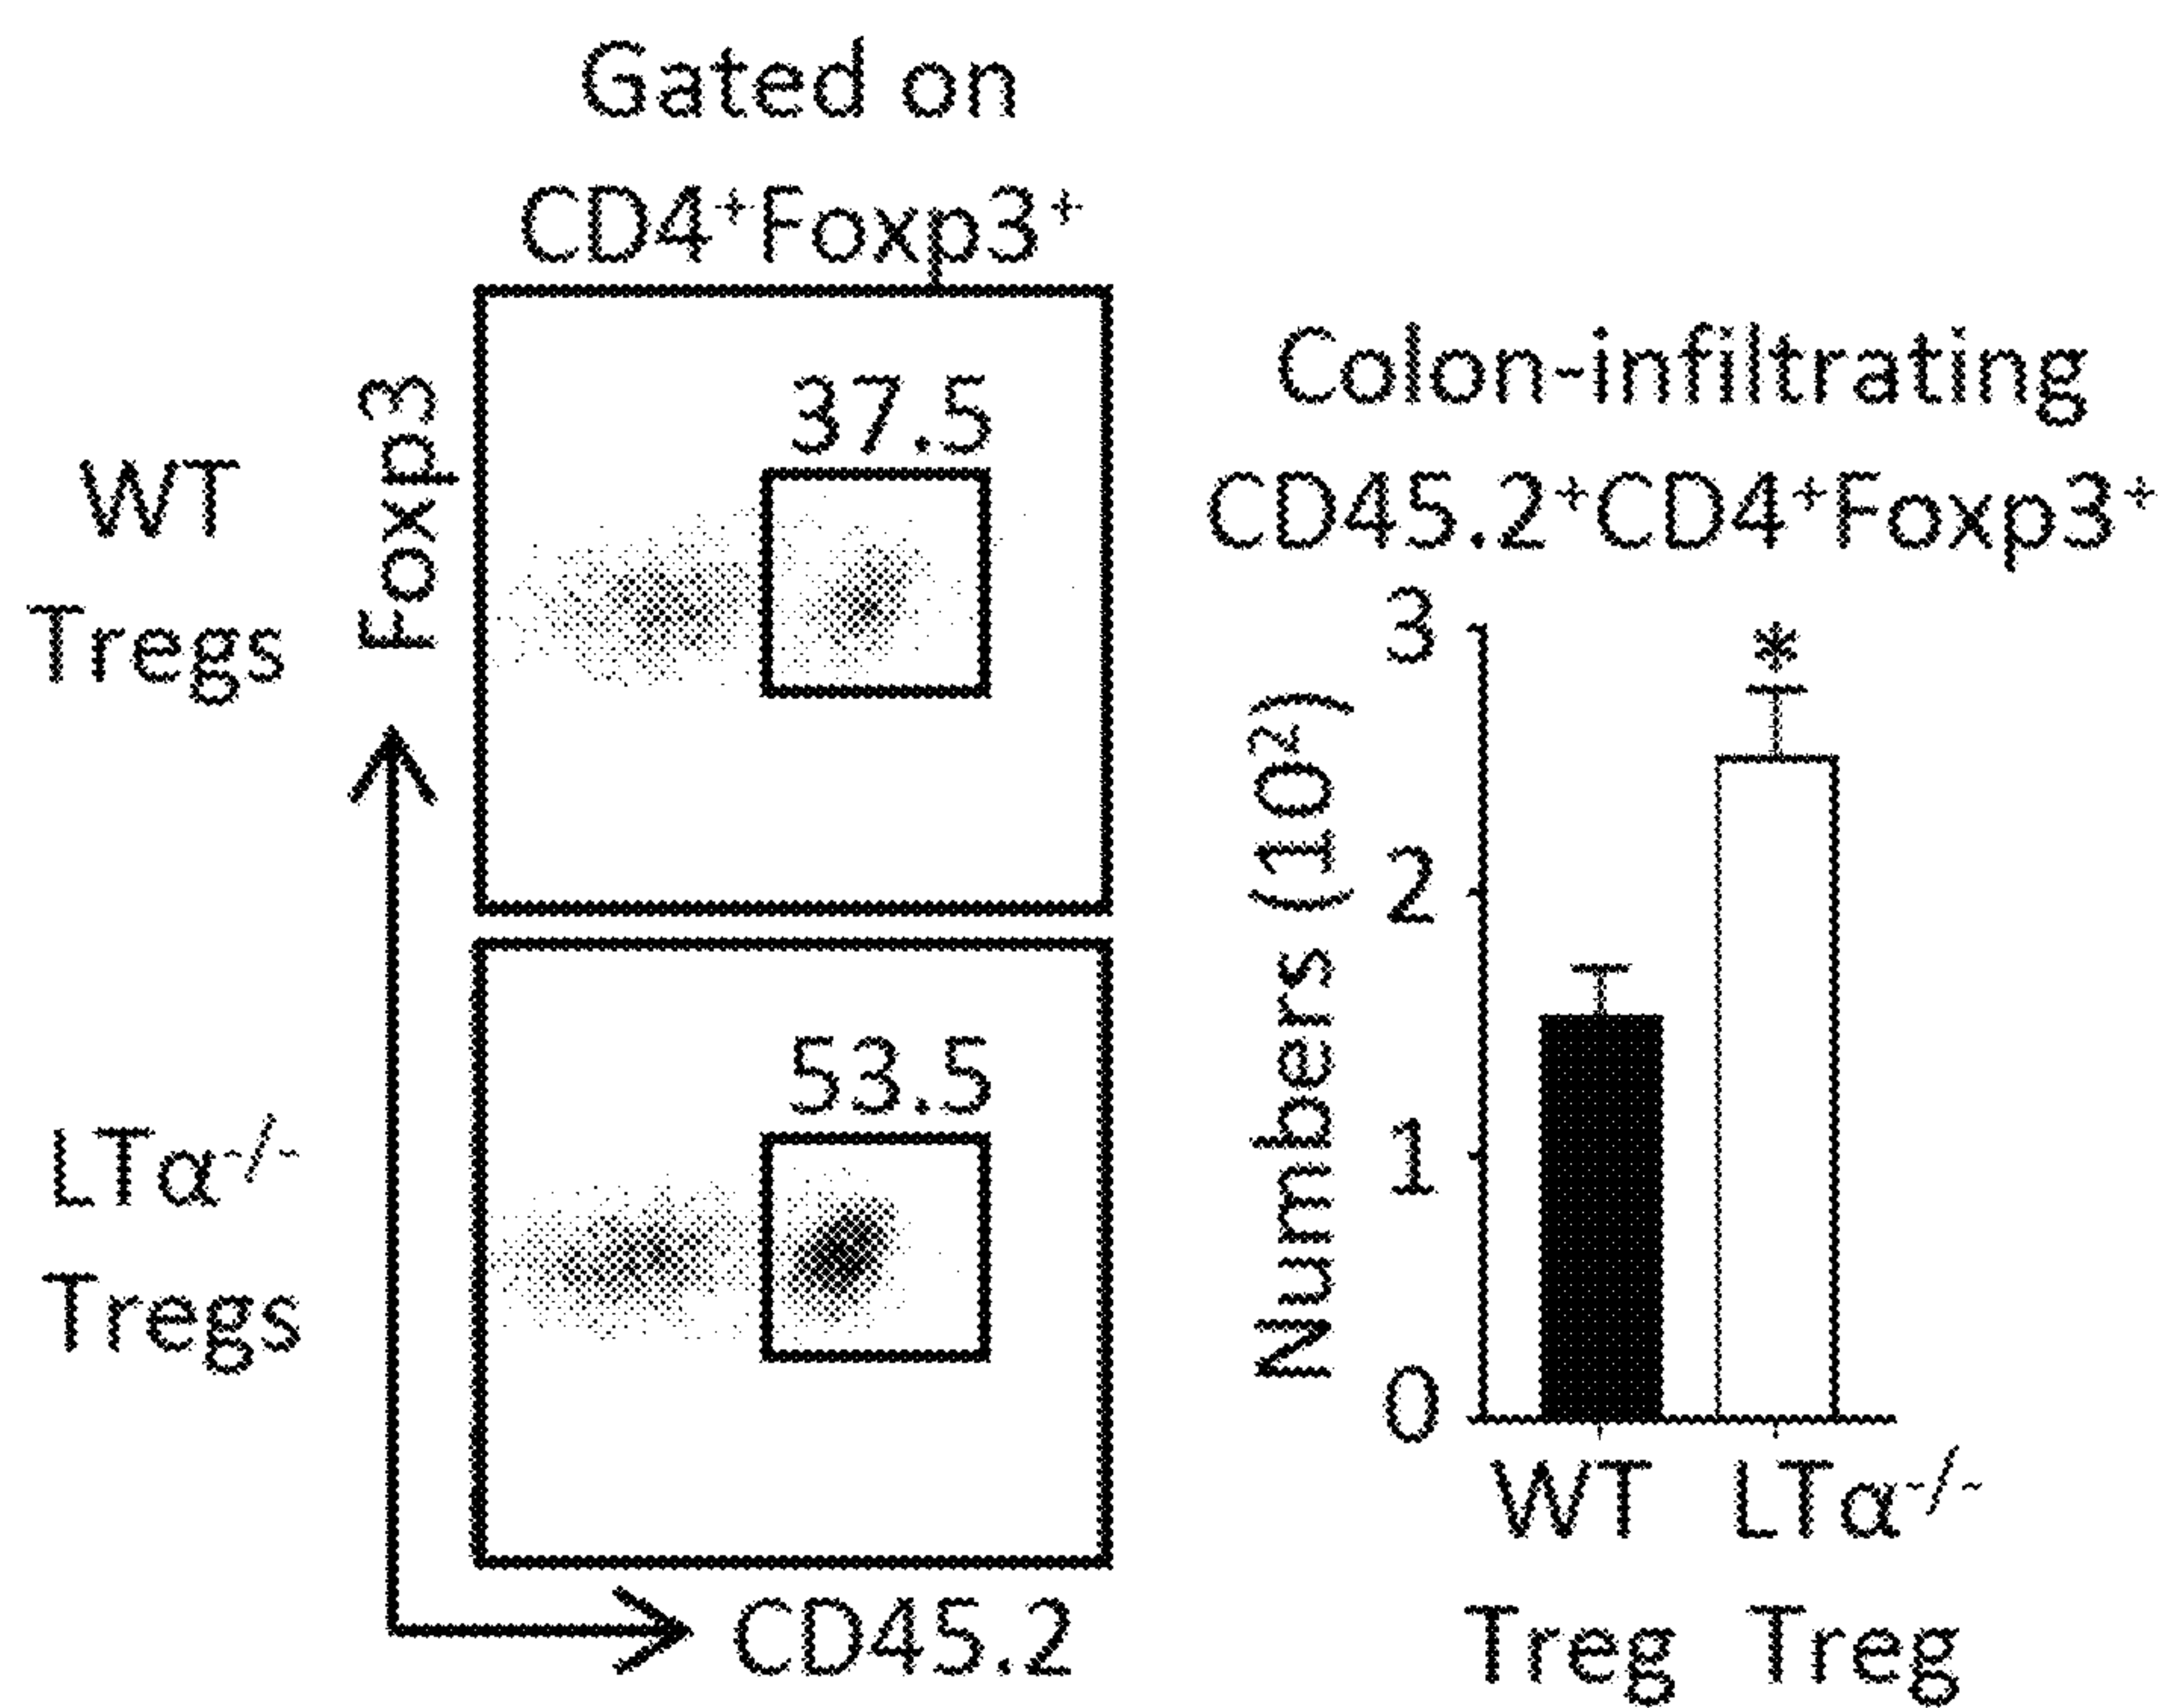 Gated on
CD4⁺Foxp3⁺
WT
Tregs
Foxp3
37.5
LTα⁻/⁻
Tregs
53.5
CD45.2
Colon-infiltrating
CD45.2⁺CD4⁺Foxp3⁺
Numbers (10²)
3
2
1
0
*
WT LTα⁻/⁻
Treg Treg